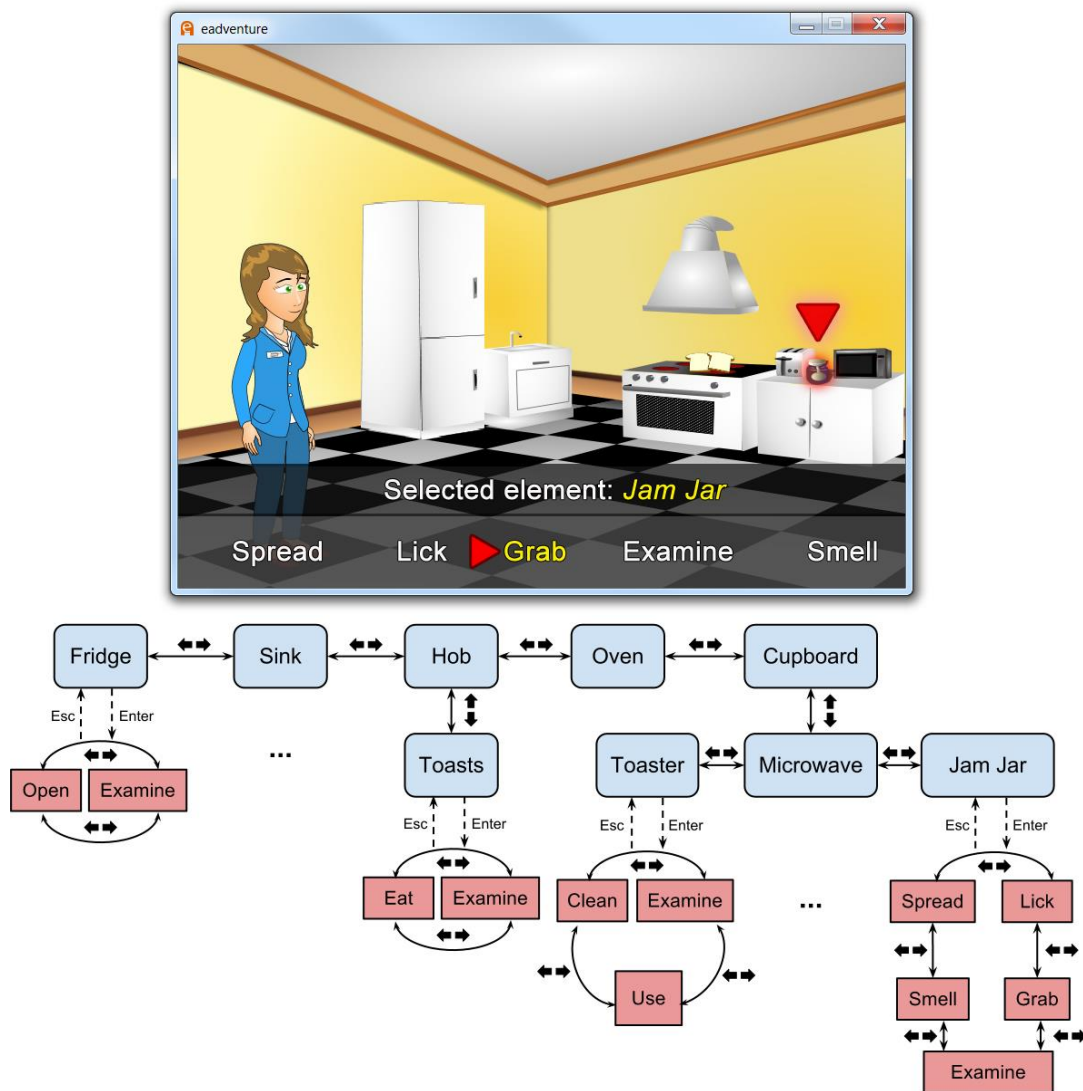 eadventure
Selected element: Jam Jar
Spread Lick Grab Examine Smell
Fridge Sink Hob Oven Cupboard
Esc Enter
...
Toasts Toaster Microwave Jam Jar
Open Examine
Esc Enter Esc Enter Esc Enter
Eat Examine Clean Examine ... Spread Lick
Use Smell Grab
Examine